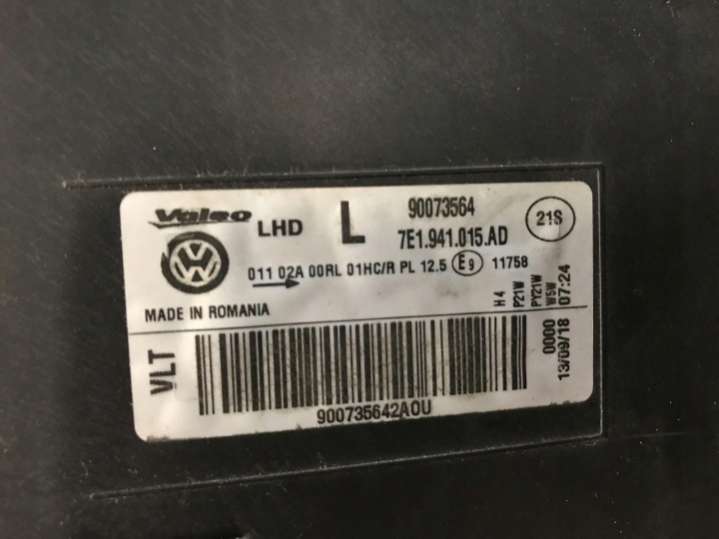 Valeo
LHD
L
90073564
7E1.941.015.AD
21S
011 02A 00RL 01HC/R PL 12.5 E9 11758
MADE IN ROMANIA
H4
P21W
PY21W
W5W
0000
13/09/18 07:24
VLT
900735642A0U